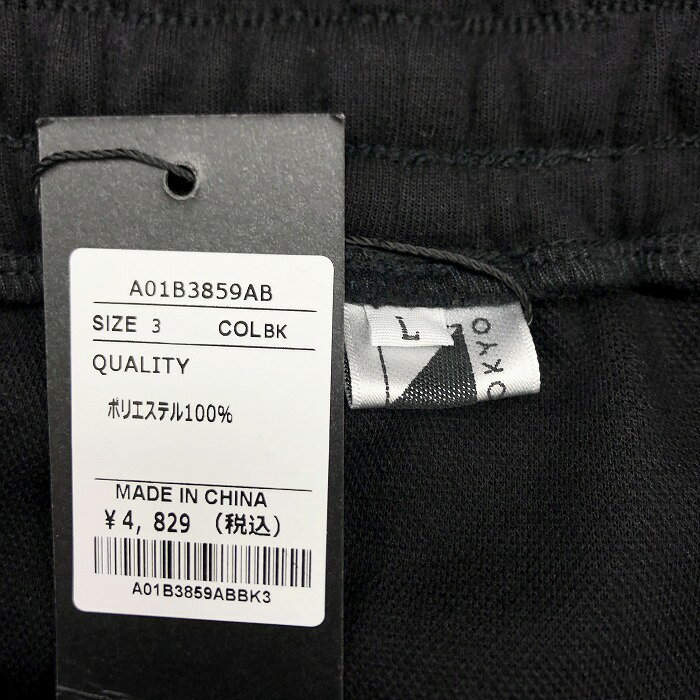 A01B3859AB
SIZE 3 COLBK
QUALITY
ポリエステル100%
MADE IN CHINA
¥4,829 (税込)
A01B3859ABBK3
L
OKYO